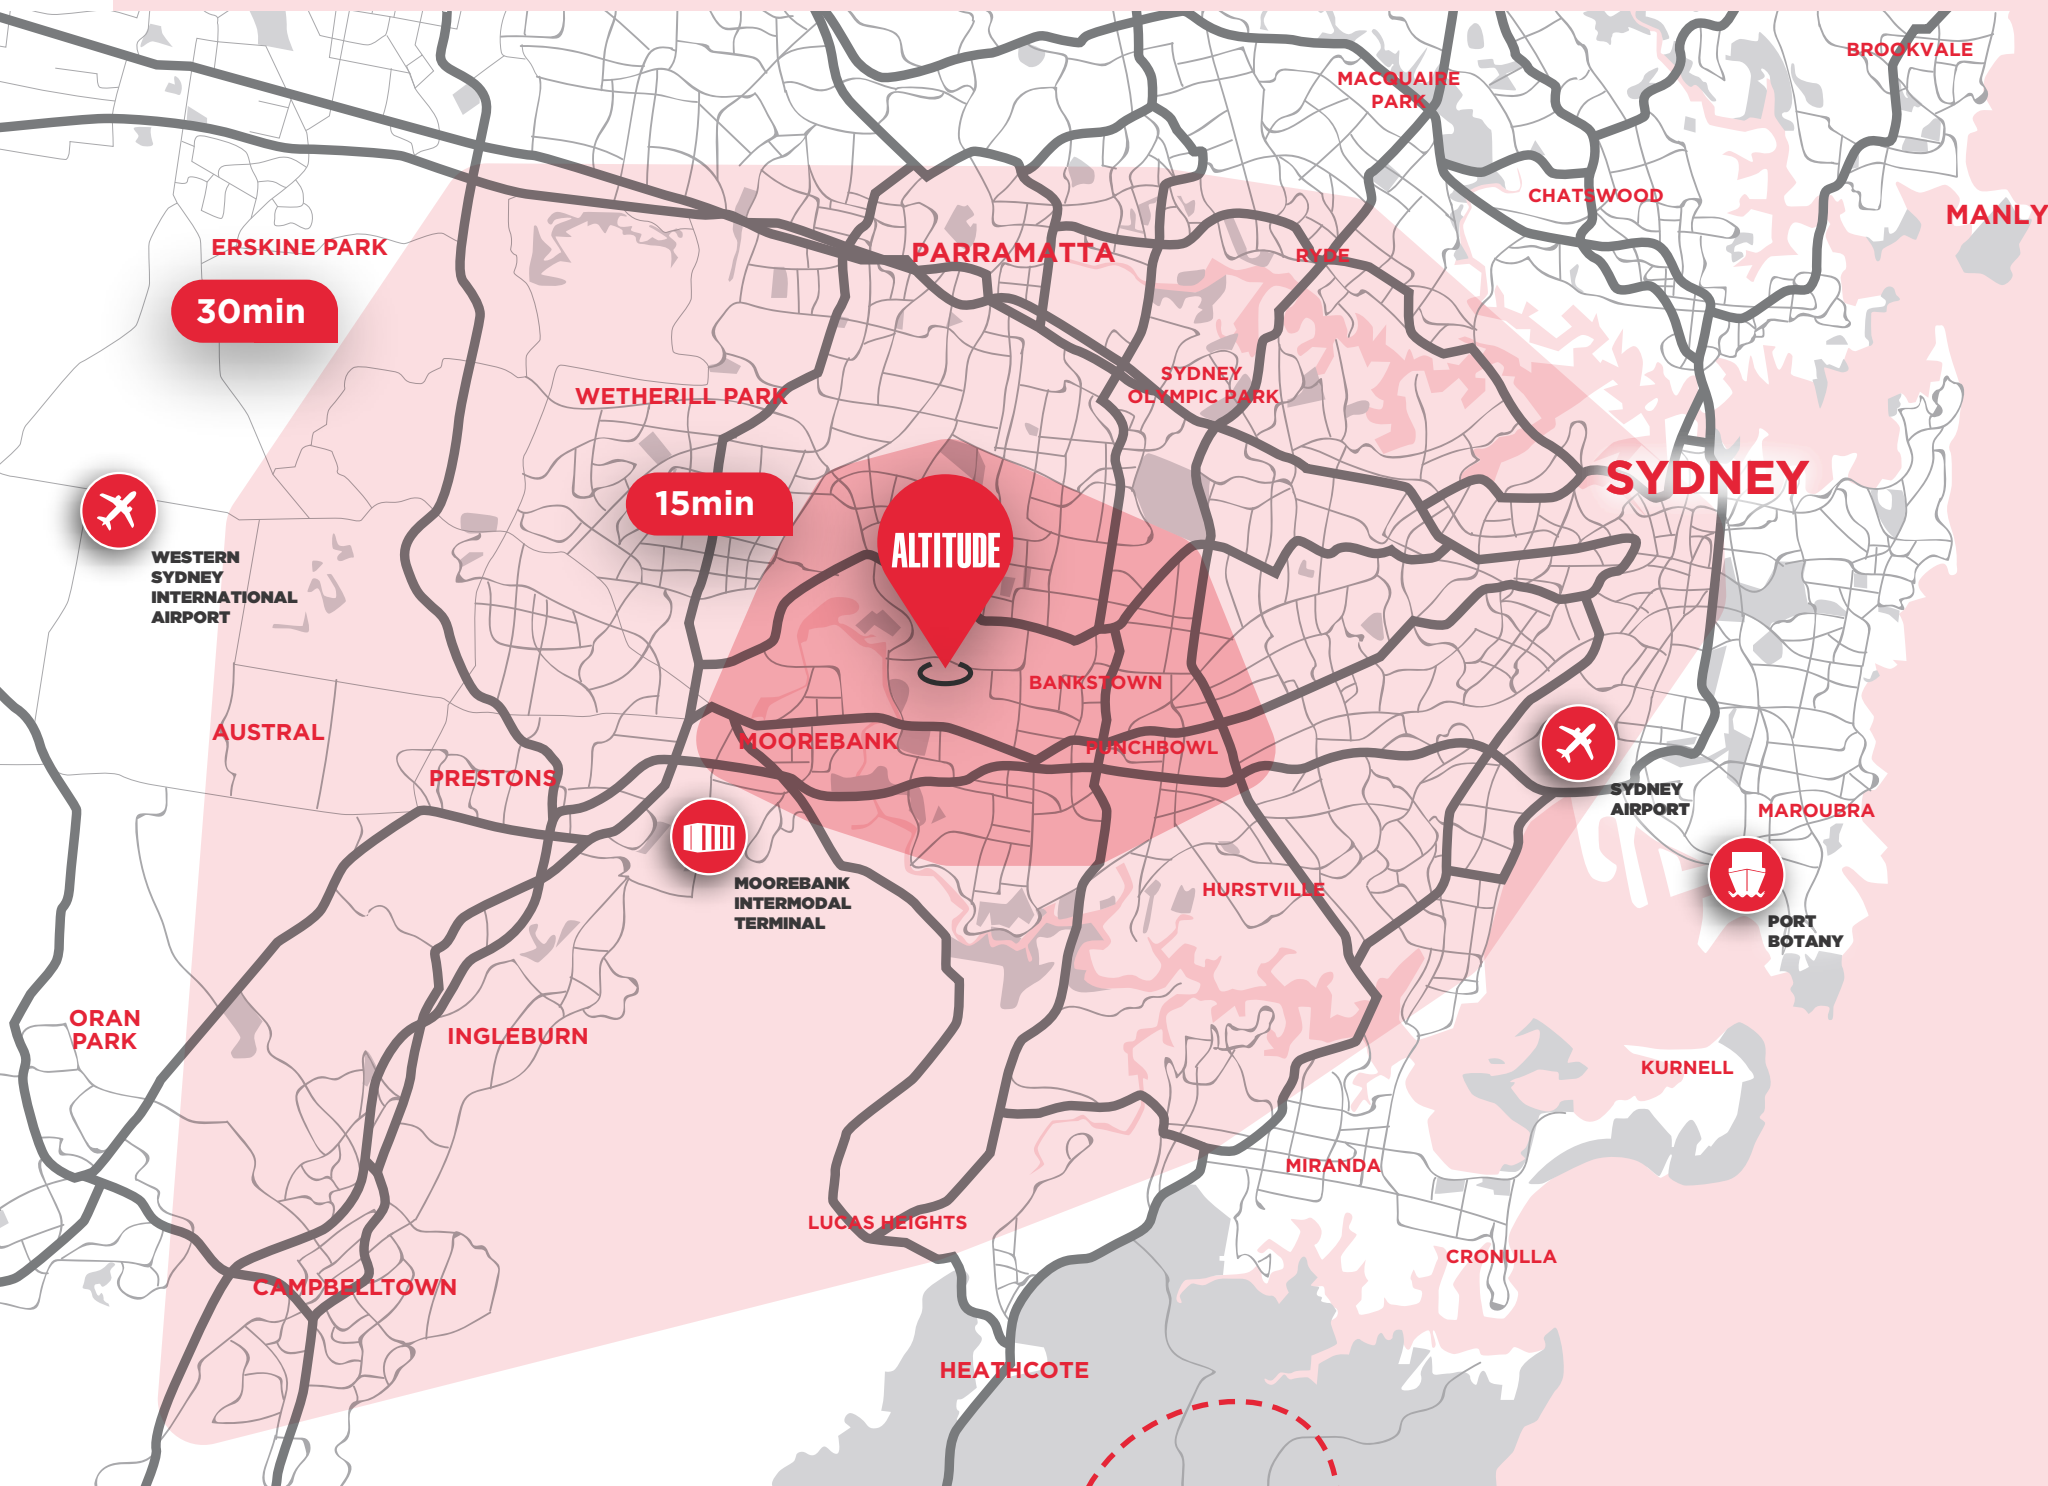 BROOKVALE
MACQUAIRE
PARK
CHATSWOOD
MANLY
ERSKINE PARK
PARRAMATTA
RYDE
30min
SYDNEY
OLYMPIC PARK
WETHERILL PARK
SYDNEY
15min
ALTITUDE
WESTERN
SYDNEY
INTERNATIONAL
AIRPORT
BANKSTOWN
AUSTRAL
MOOREBANK
PUNCHBOWL
PRESTONS
SYDNEY
AIRPORT
MAROUBRA
MOOREBANK
INTERMODAL
TERMINAL
HURSTVILLE
PORT
BOTANY
ORAN
PARK
INGLEBURN
KURNELL
MIRANDA
LUCAS HEIGHTS
CRONULLA
CAMPBELLTOWN
HEATHCOTE